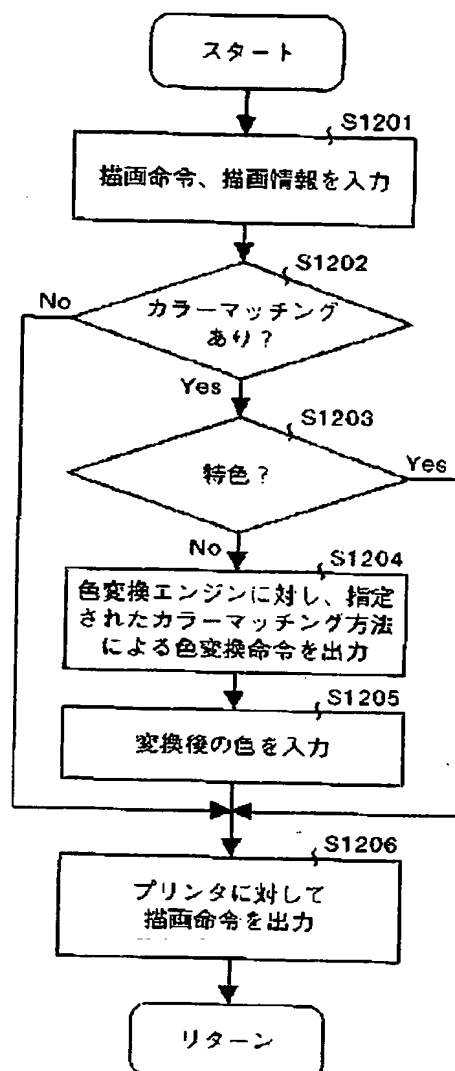 スタート
S1201
描画命令、描画情報を入力
S1202
No
カラーマッチング
あり？
Yes
S1203
特色？
Yes
No
S1204
色変換エンジンに対し、指定
されたカラーマッチング方法
による色変換命令を出力
S1205
変換後の色を入力
S1206
プリンタに対して
描画命令を出力
リターン